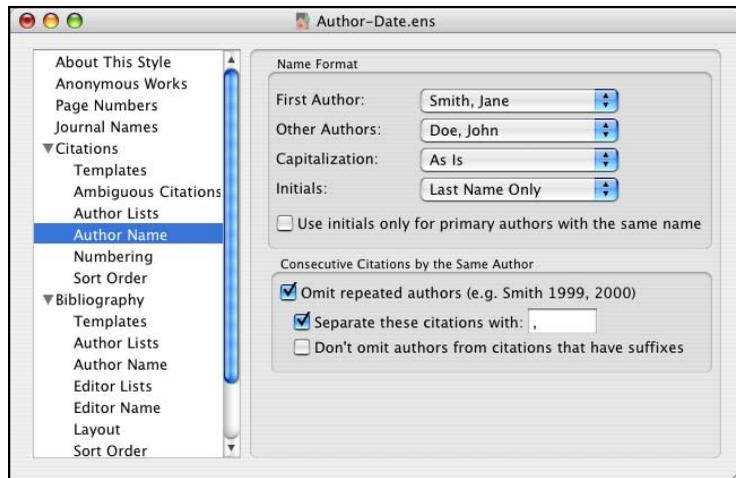 Author-Date.ens
About This Style
Anonymous Works
Page Numbers
Journal Names
Citations
Templates
Ambiguous Citations
Author Lists
Author Name
Numbering
Sort Order
Bibliography
Templates
Author Lists
Author Name
Editor Lists
Editor Name
Layout
Sort Order
Name Format
First Author: Smith, Jane
Other Authors: Doe, John
Capitalization: As Is
Initials: Last Name Only
Use initials only for primary authors with the same name
Consecutive Citations by the Same Author
Omit repeated authors (e.g. Smith 1999, 2000)
Separate these citations with: ,
Don't omit authors from citations that have suffixes